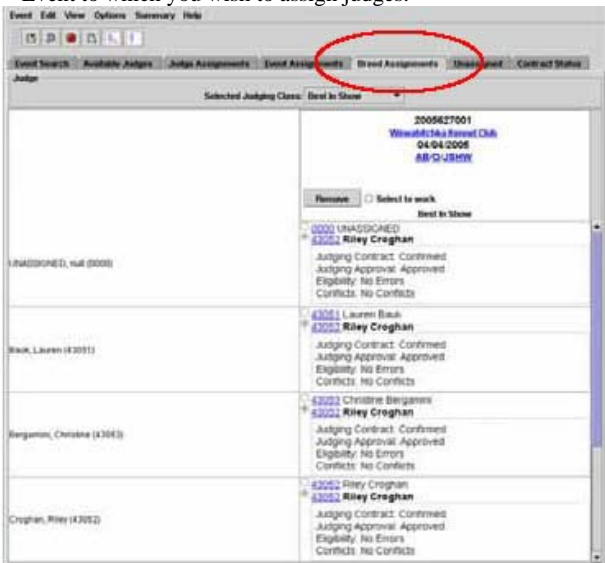 Event to which you wish to assign judges.
Event Edit View Options Summary Help
Event Search Available Judges Judge Assignments Event Assignments Breed Assignments Unassigned Contract Status
Judge
Selected Judging Class: Best In Show
2005627001
Wewahitchka Kennel Club
04/04/2005
AB/O/JSHW
Remove Select to work
Best In Show
UNASSIGNED, null (0000)
0000 UNASSIGNED
43052 Riley Croghan
Judging Contract: Confirmed
Judging Approval: Approved
Eligibility: No Errors
Conflicts: No Conflicts
Bauk, Lauren (43051)
43051 Lauren Bauk
43052 Riley Croghan
Judging Contract: Confirmed
Judging Approval: Approved
Eligibility: No Errors
Conflicts: No Conflicts
Bergamini, Christine (43053)
43053 Christine Bergamini
43052 Riley Croghan
Judging Contract: Confirmed
Judging Approval: Approved
Eligibility: No Errors
Conflicts: No Conflicts
Croghan, Riley (43052)
43052 Riley Croghan
43052 Riley Croghan
Judging Contract: Confirmed
Judging Approval: Approved
Eligibility: No Errors
Conflicts: No Conflicts